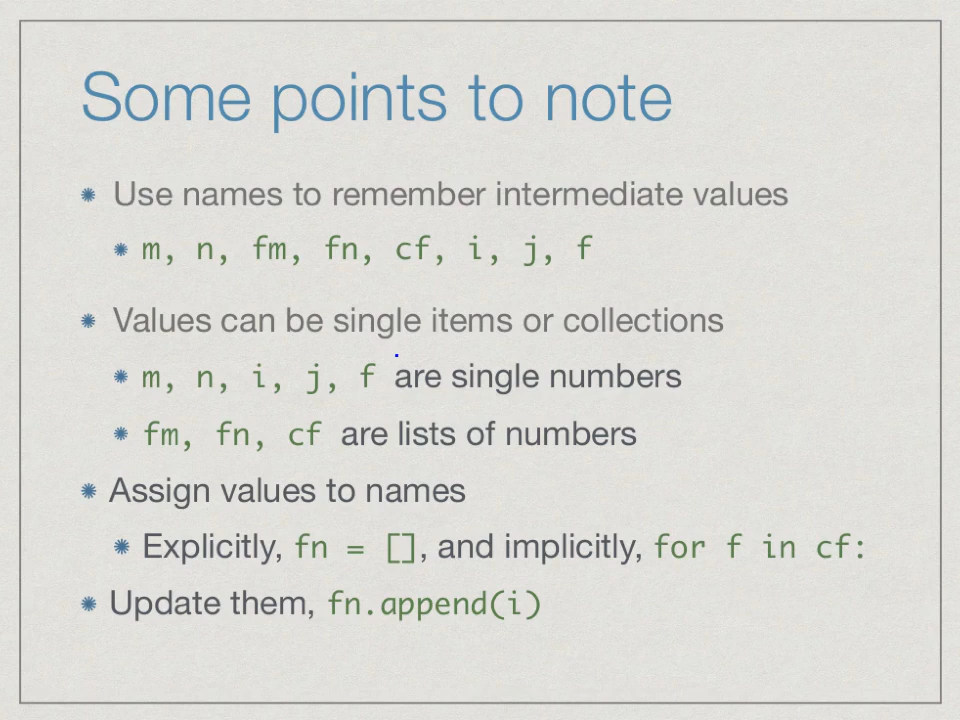 Some points to note
Use names to remember intermediate values
m, n, fm, fn, cf, i, j, f
Values can be single items or collections
m, n, i, j, f are single numbers
fm, fn, cf are lists of numbers
Assign values to names
Explicitly, fn = [], and implicitly, for f in cf:
Update them, fn.append(i)